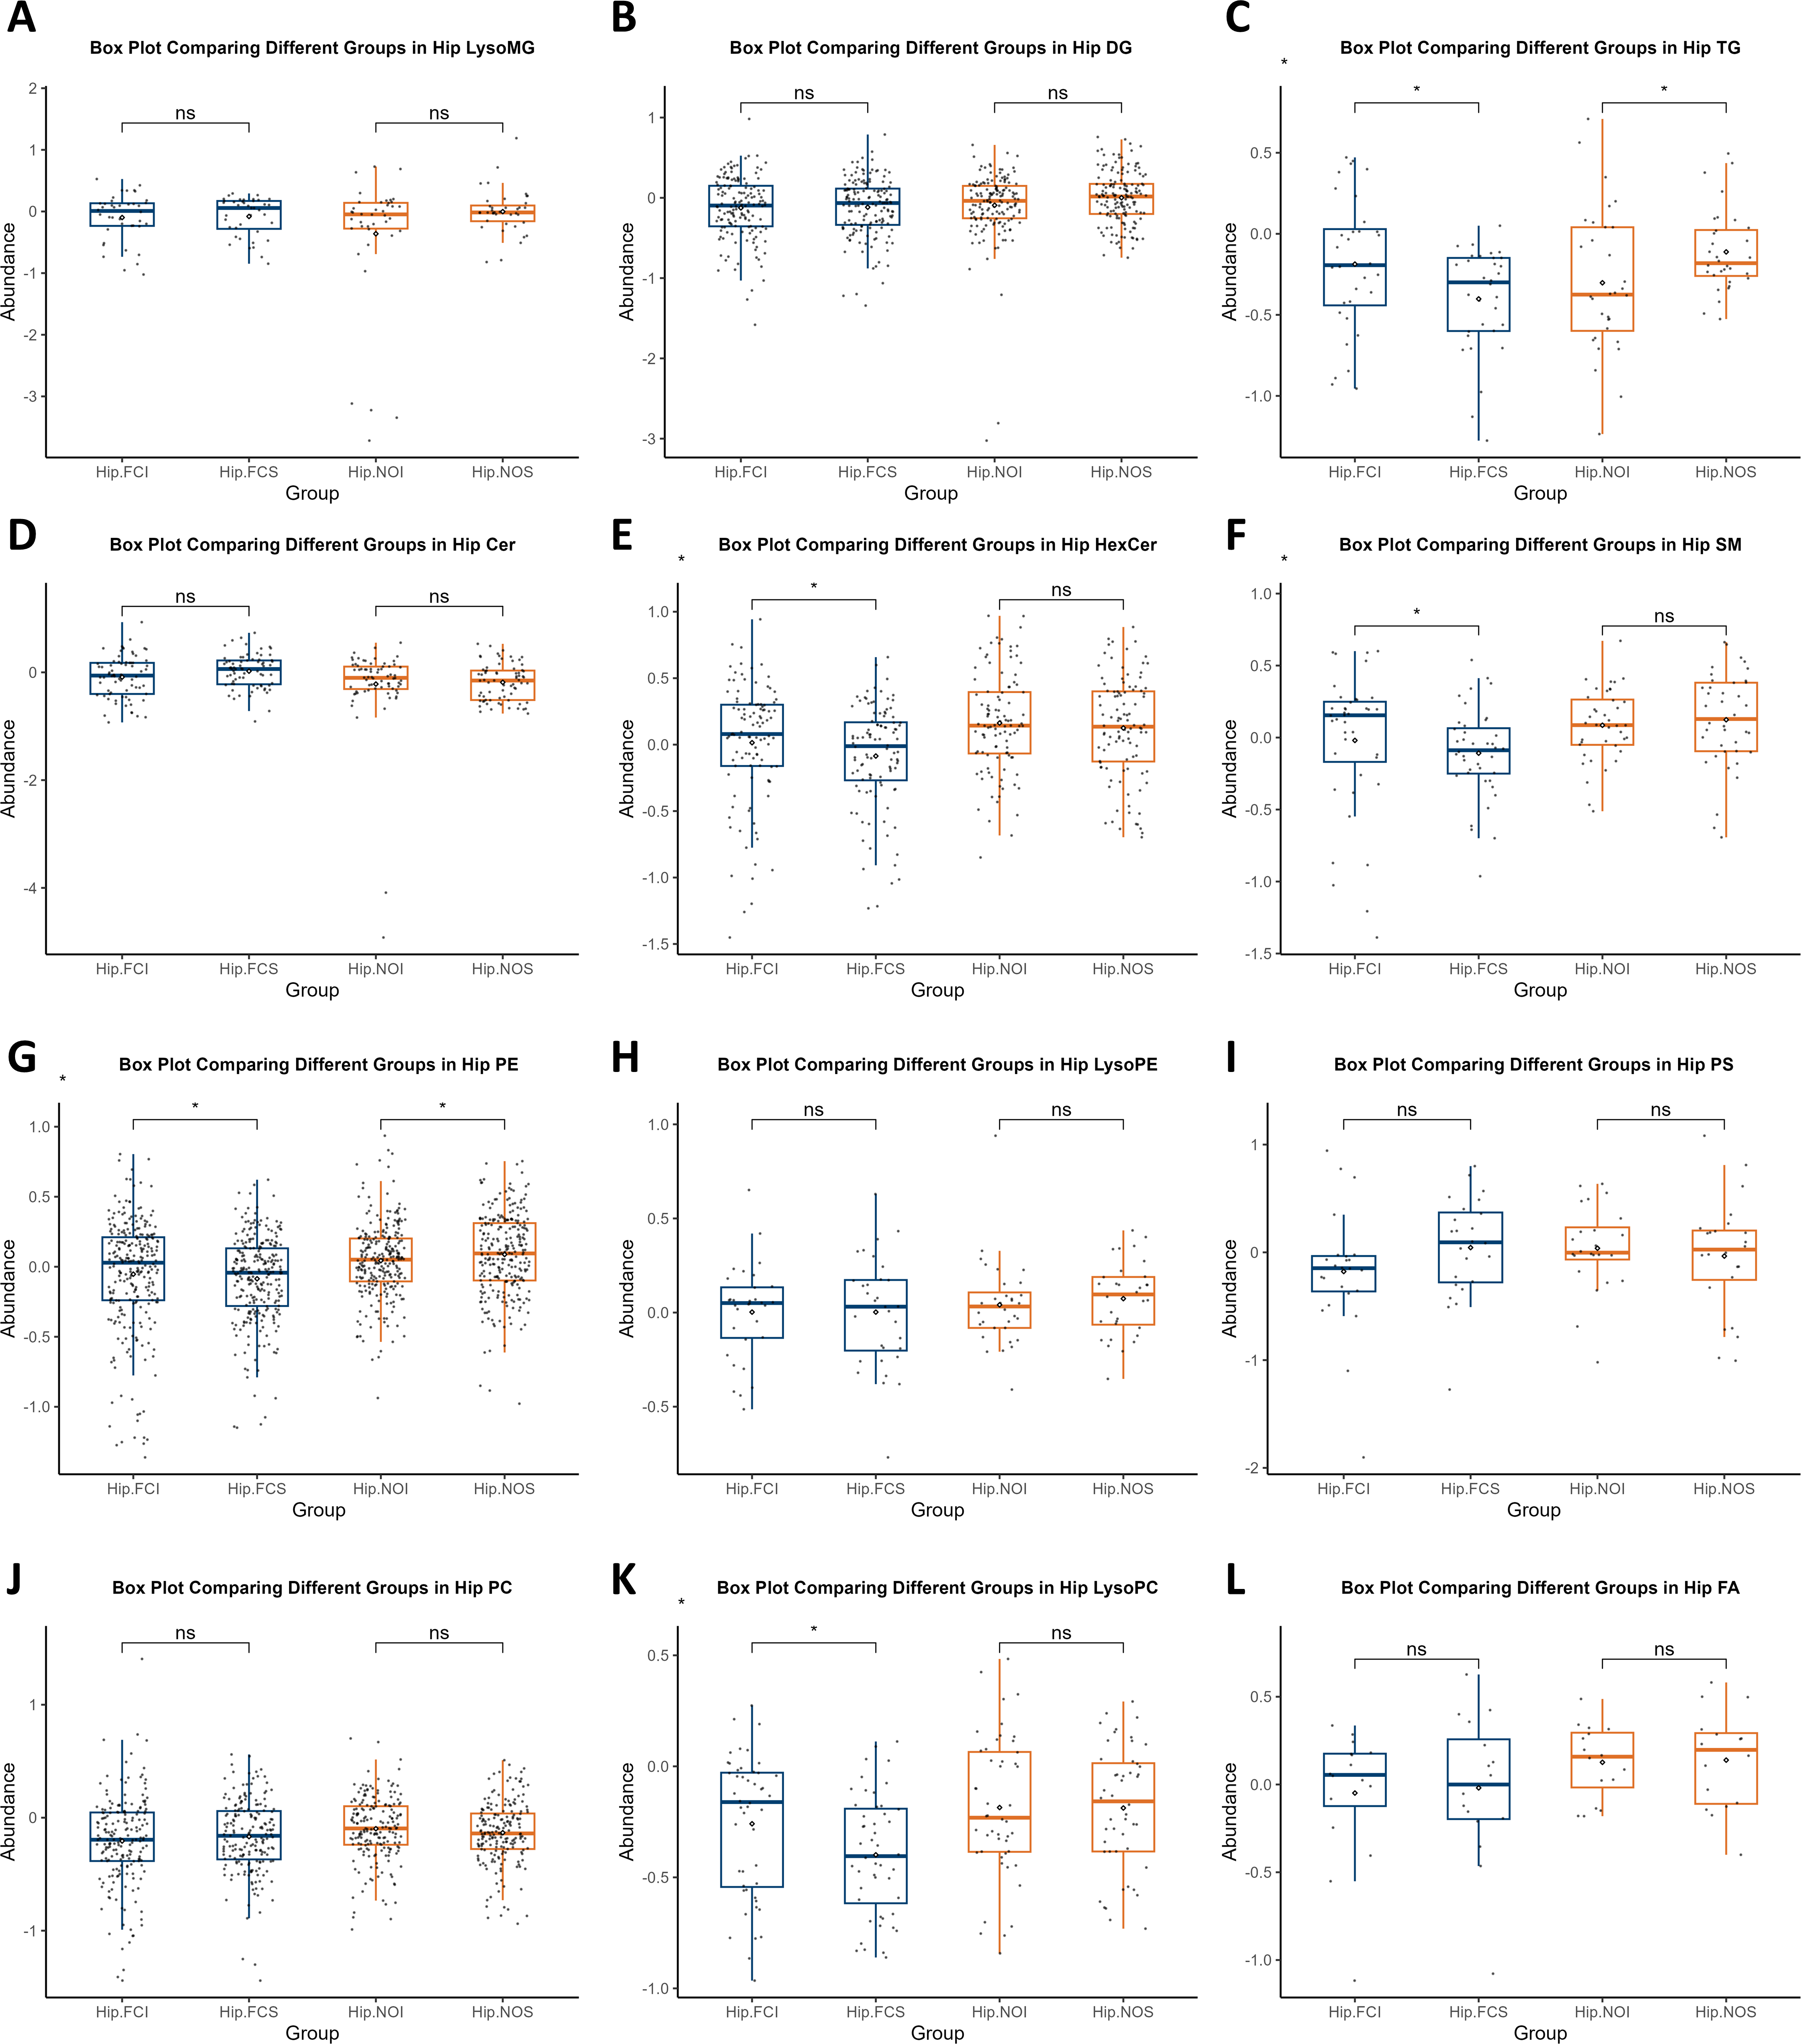 A
Box Plot Comparing Different Groups in Hip LysoMG
ns
ns
2
1
0
-1
-2
-3
Abundance
Hip.FCI Hip.FCS Hip.NOI Hip.NOS
Group
B
Box Plot Comparing Different Groups in Hip DG
ns
ns
1
0
-1
-2
-3
Abundance
Hip.FCI Hip.FCS Hip.NOI Hip.NOS
Group
C
Box Plot Comparing Different Groups in Hip TG
*
*
*
0.5
0.0
-0.5
-1.0
Abundance
Hip.FCI Hip.FCS Hip.NOI Hip.NOS
Group
D
Box Plot Comparing Different Groups in Hip Cer
ns
ns
0
-2
-4
Abundance
Hip.FCI Hip.FCS Hip.NOI Hip.NOS
Group
E
Box Plot Comparing Different Groups in Hip HexCer
*
*
ns
1.0
0.5
0.0
-0.5
-1.0
-1.5
Abundance
Hip.FCI Hip.FCS Hip.NOI Hip.NOS
Group
F
Box Plot Comparing Different Groups in Hip SM
*
*
ns
1.0
0.5
0.0
-0.5
-1.0
-1.5
Abundance
Hip.FCI Hip.FCS Hip.NOI Hip.NOS
Group
G
Box Plot Comparing Different Groups in Hip PE
*
*
*
1.0
0.5
0.0
-0.5
-1.0
Abundance
Hip.FCI Hip.FCS Hip.NOI Hip.NOS
Group
H
Box Plot Comparing Different Groups in Hip LysoPE
ns
ns
1.0
0.5
0.0
-0.5
Abundance
Hip.FCI Hip.FCS Hip.NOI Hip.NOS
Group
I
Box Plot Comparing Different Groups in Hip PS
ns
ns
1
0
-1
-2
Abundance
Hip.FCI Hip.FCS Hip.NOI Hip.NOS
Group
J
Box Plot Comparing Different Groups in Hip PC
ns
ns
1
0
-1
Abundance
Hip.FCI Hip.FCS Hip.NOI Hip.NOS
Group
K
Box Plot Comparing Different Groups in Hip LysoPC
*
*
ns
0.5
0.0
-0.5
-1.0
Abundance
Hip.FCI Hip.FCS Hip.NOI Hip.NOS
Group
L
Box Plot Comparing Different Groups in Hip FA
ns
ns
0.5
0.0
-0.5
-1.0
Abundance
Hip.FCI Hip.FCS Hip.NOI Hip.NOS
Group